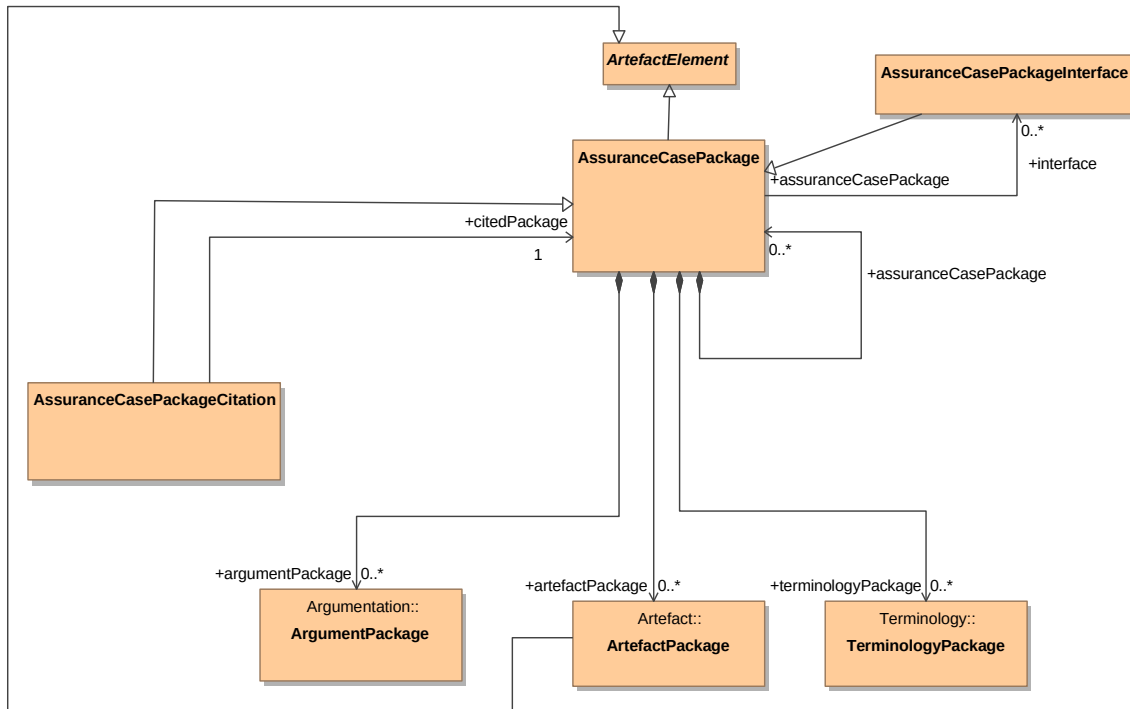 ArtefactElement
AssuranceCasePackageInterface
0..*
+interface
AssuranceCasePackage
+assuranceCasePackage
+citedPackage
1
0..*
+assuranceCasePackage
AssuranceCasePackageCitation
+argumentPackage 0..*
+artefactPackage 0..*
+terminologyPackage 0..*
Argumentation::
ArgumentPackage
Artefact::
ArtefactPackage
Terminology::
TerminologyPackage